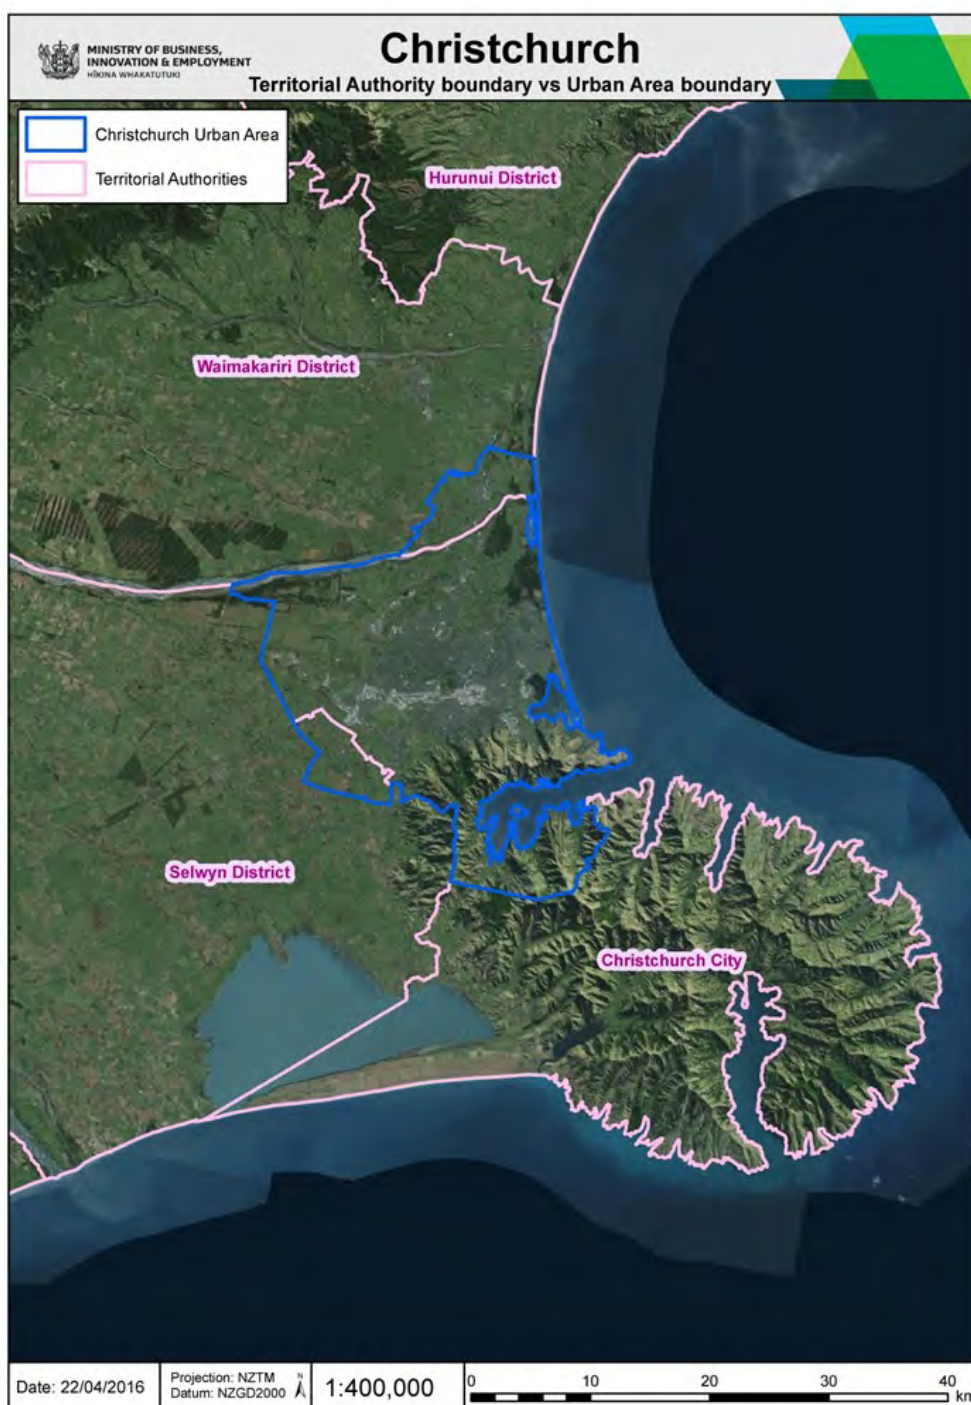 MINISTRY OF BUSINESS,
INNOVATION & EMPLOYMENT
HĪKINA WHAKATUTUKI
Christchurch
Territorial Authority boundary vs Urban Area boundary
Christchurch Urban Area
Territorial Authorities
Hurunui District
Waimakariri District
Selwyn District
Christchurch City
Date: 22/04/2016
Projection: NZTM
Datum: NZGD2000
N
1:400,000
0 10 20 30 40
km